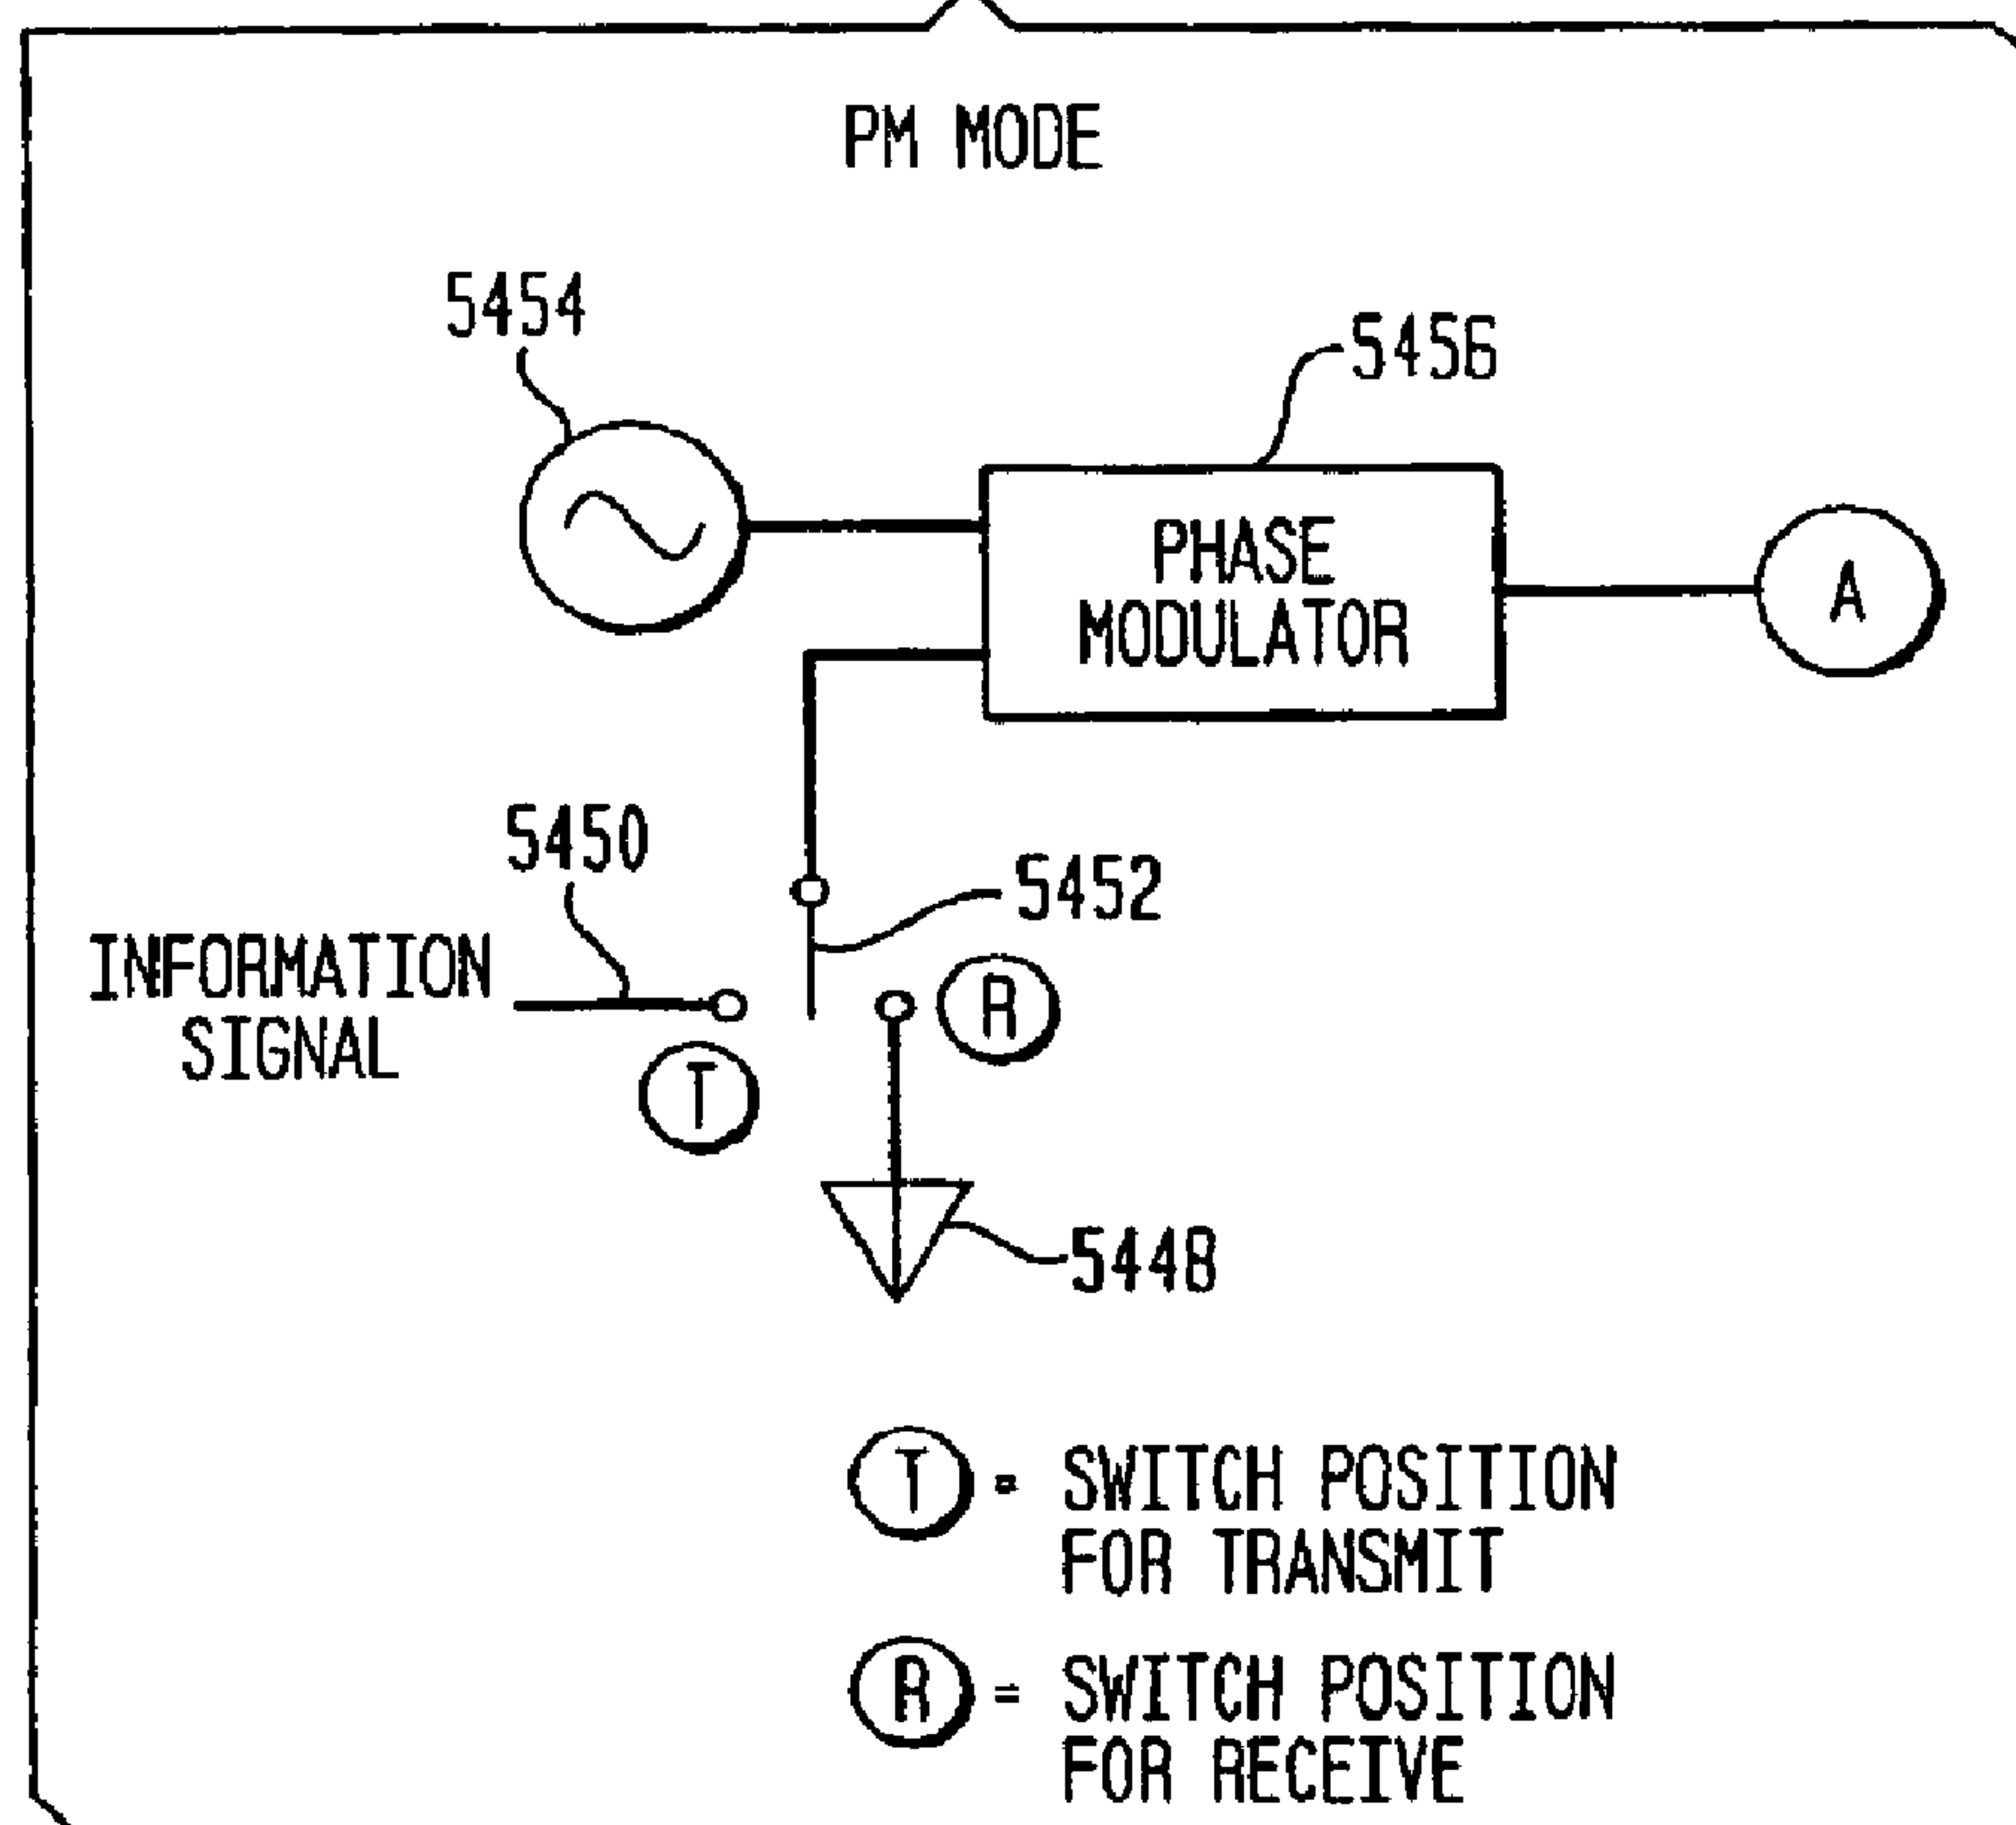 PM MODE
5454
5456
PHASE
MODULATOR
A
5450
5452
INFORMATION
SIGNAL
R
T
5448
T = SWITCH POSITION
FOR TRANSMIT
R = SWITCH POSITION
FOR RECEIVE